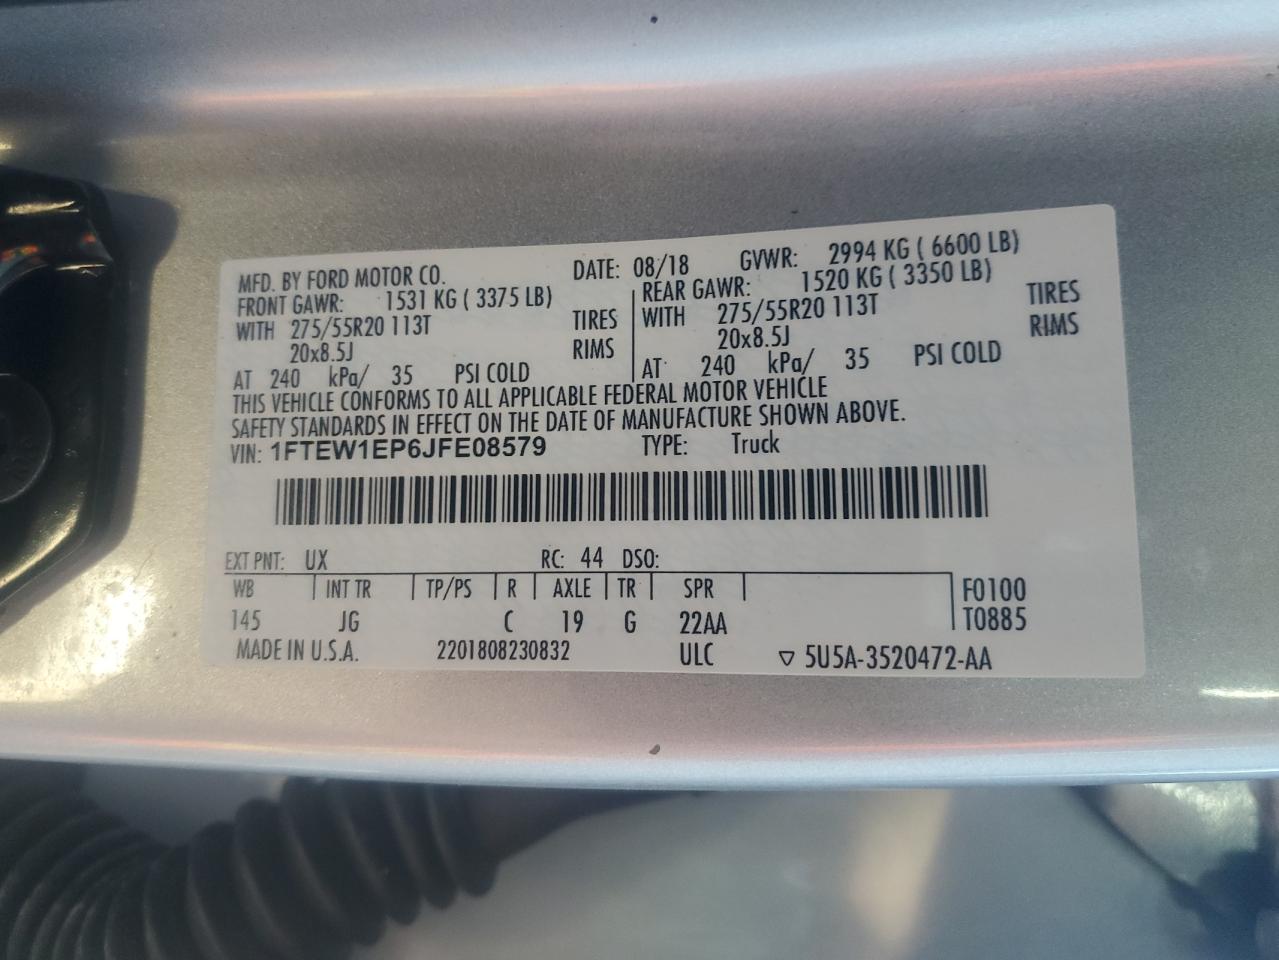 MFD. BY FORD MOTOR CO. DATE: 08/18 GVWR: 2994 KG ( 6600 LB)
FRONT GAWR: 1531 KG ( 3375 LB) REAR GAWR: 1520 KG ( 3350 LB)
WITH 275/55R20 113T TIRES WITH 275/55R20 113T TIRES
20x8.5J RIMS 20x8.5J RIMS
AT 240 kPa/ 35 PSI COLD AT 240 kPa/ 35 PSI COLD
THIS VEHICLE CONFORMS TO ALL APPLICABLE FEDERAL MOTOR VEHICLE
SAFETY STANDARDS IN EFFECT ON THE DATE OF MANUFACTURE SHOWN ABOVE.
VIN: 1FTEW1EP6JFE08579 TYPE: Truck
EXT PNT: UX RC: 44 DSO:
WB INT TR TP/PS R AXLE TR SPR F0100
145 JG C 19 G 22AA T0885
MADE IN U.S.A. 2201808230832 ULC ▽ 5U5A-3520472-AA